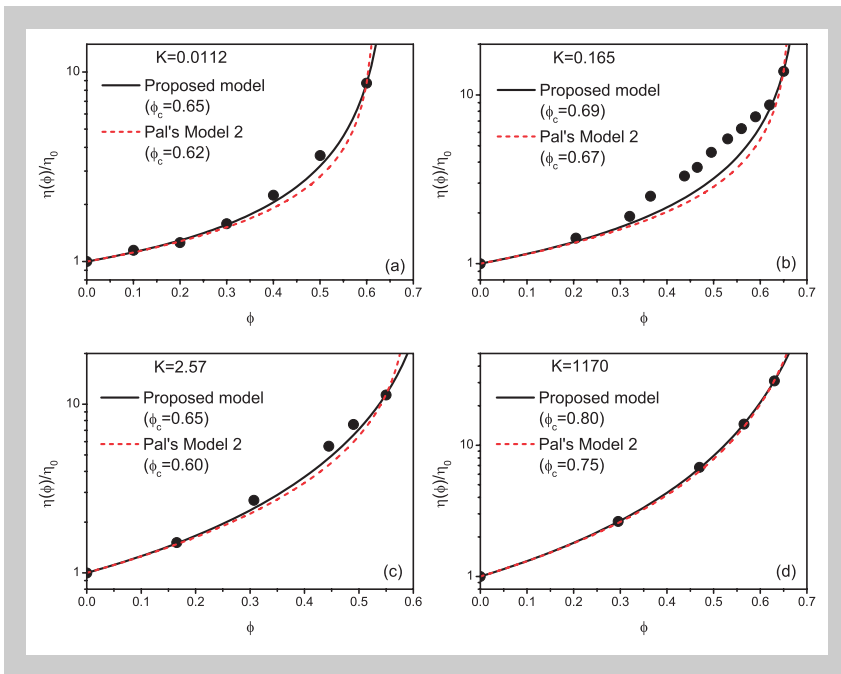 K=0.0112
Proposed model
(ϕc=0.65)
Pal's Model 2
(ϕc=0.62)
10
1
η(ϕ)/η0
(a)
0.0 0.1 0.2 0.3 0.4 0.5 0.6 0.7
ϕ
K=0.165
Proposed model
(ϕc=0.69)
Pal's Model 2
(ϕc=0.67)
10
1
η(ϕ)/η0
(b)
0.0 0.1 0.2 0.3 0.4 0.5 0.6 0.7
ϕ
K=2.57
Proposed model
(ϕc=0.65)
Pal's Model 2
(ϕc=0.60)
10
1
η(ϕ)/η0
(c)
0.0 0.1 0.2 0.3 0.4 0.5 0.6
ϕ
K=1170
Proposed model
(ϕc=0.80)
Pal's Model 2
(ϕc=0.75)
10
1
η(ϕ)/η0
(d)
0.0 0.1 0.2 0.3 0.4 0.5 0.6 0.7
ϕ